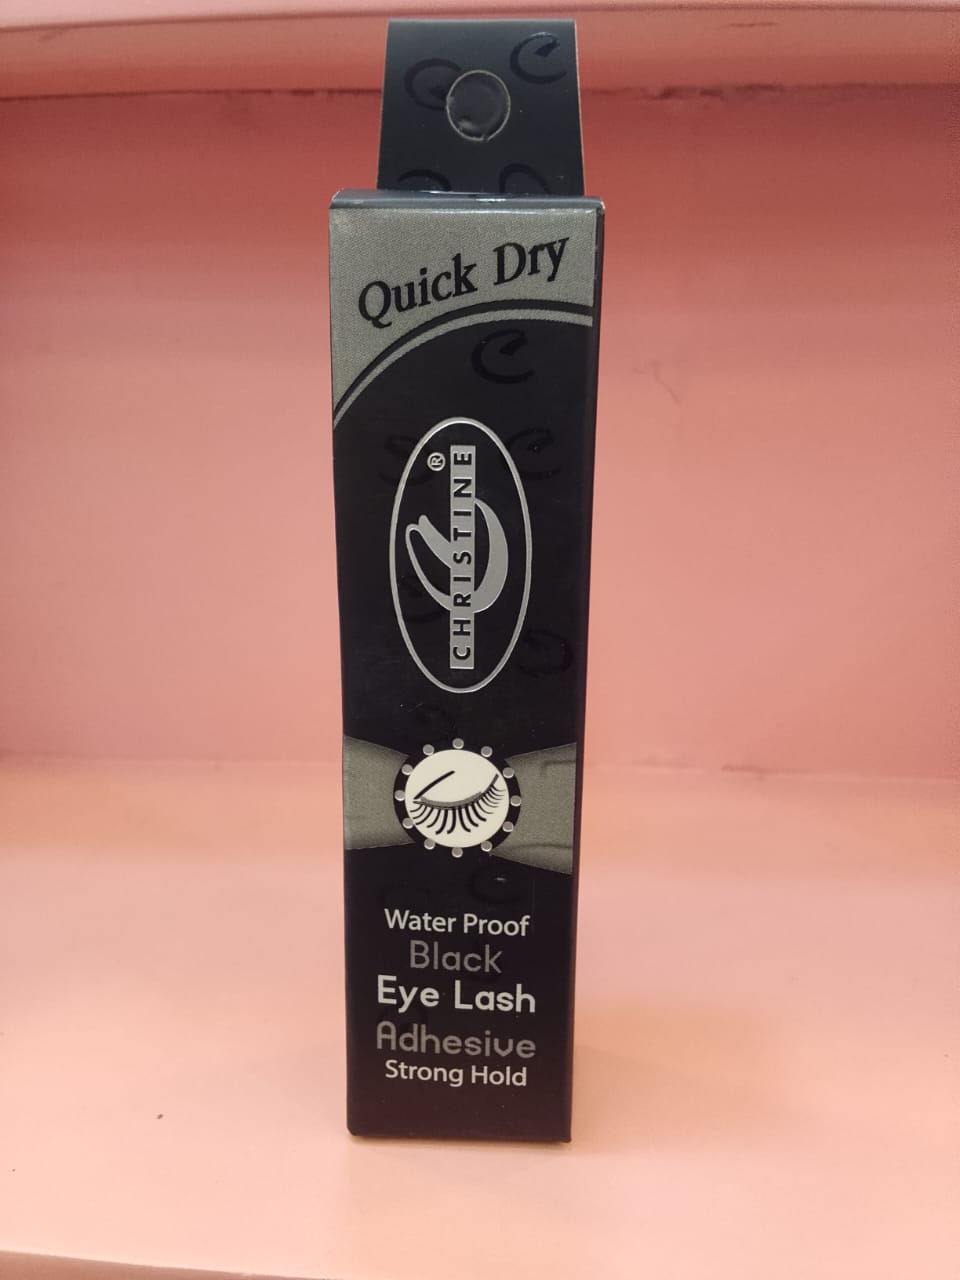 Quick Dry
CHRISTINE®
Water Proof
Black
Eye Lash
Adhesive
Strong Hold